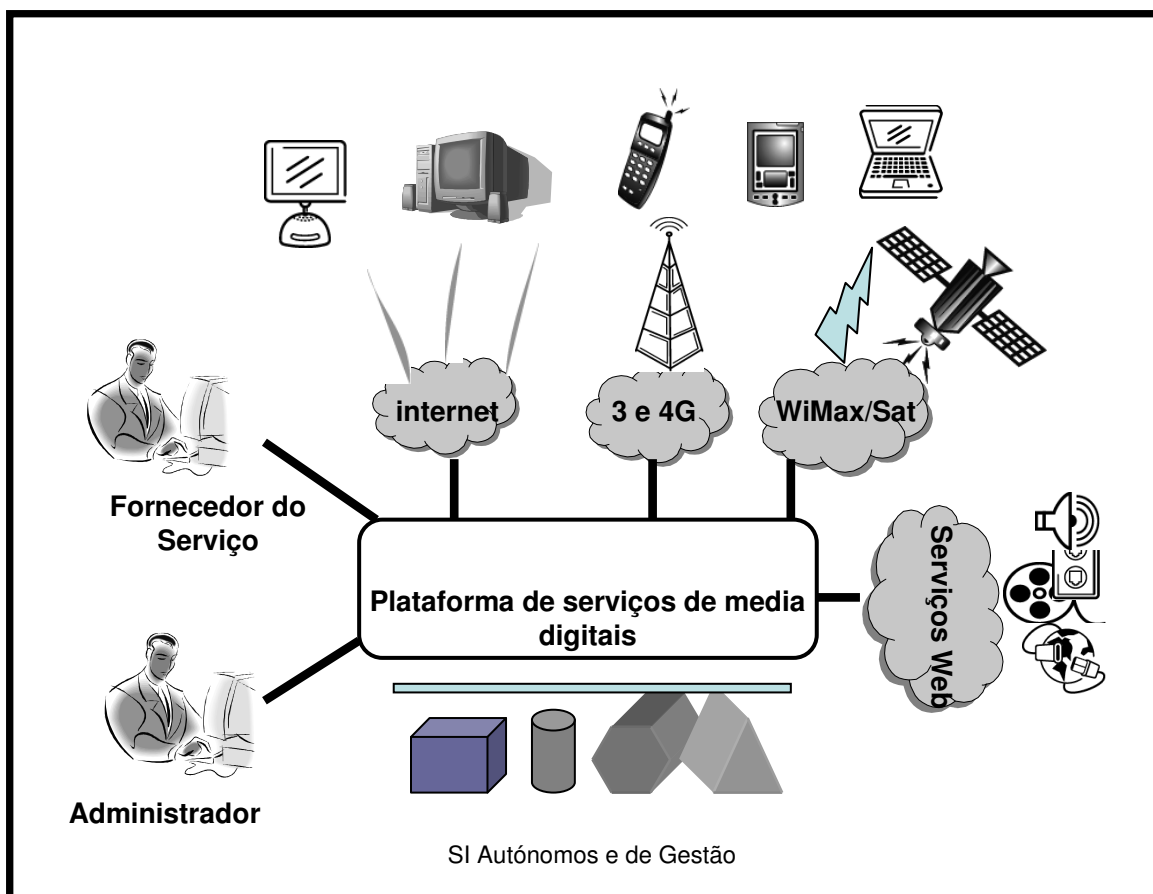 internet
3 e 4G
WiMax/Sat
Fornecedor do
Serviço
Serviços Web
Plataforma de serviços de media
digitais
Administrador
SI Autónomos e de Gestão